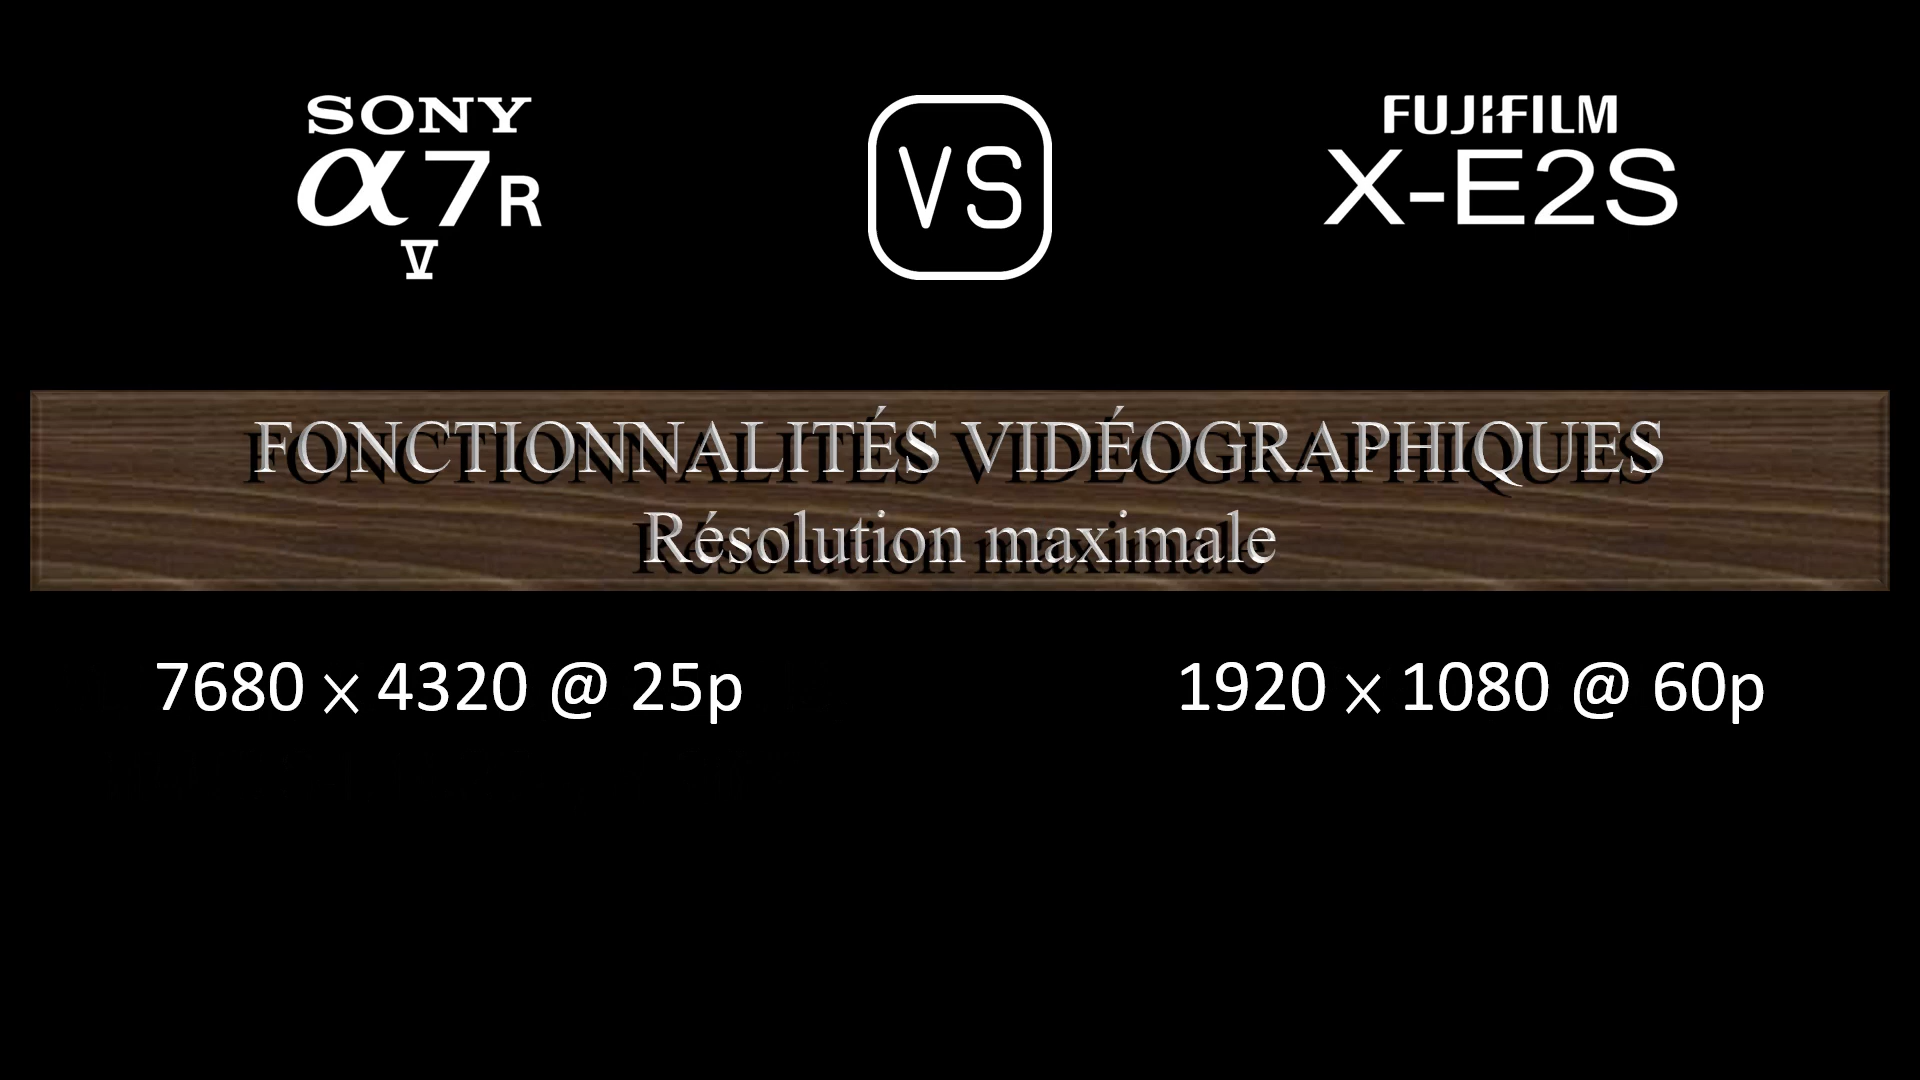 SONY
α7R
V
VS
FUJIFILM
X-E2S
FONCTIONNALITÉS VIDÉOGRAPHIQUES
Résolution maximale
7680 x 4320 @ 25p
1920 x 1080 @ 60p